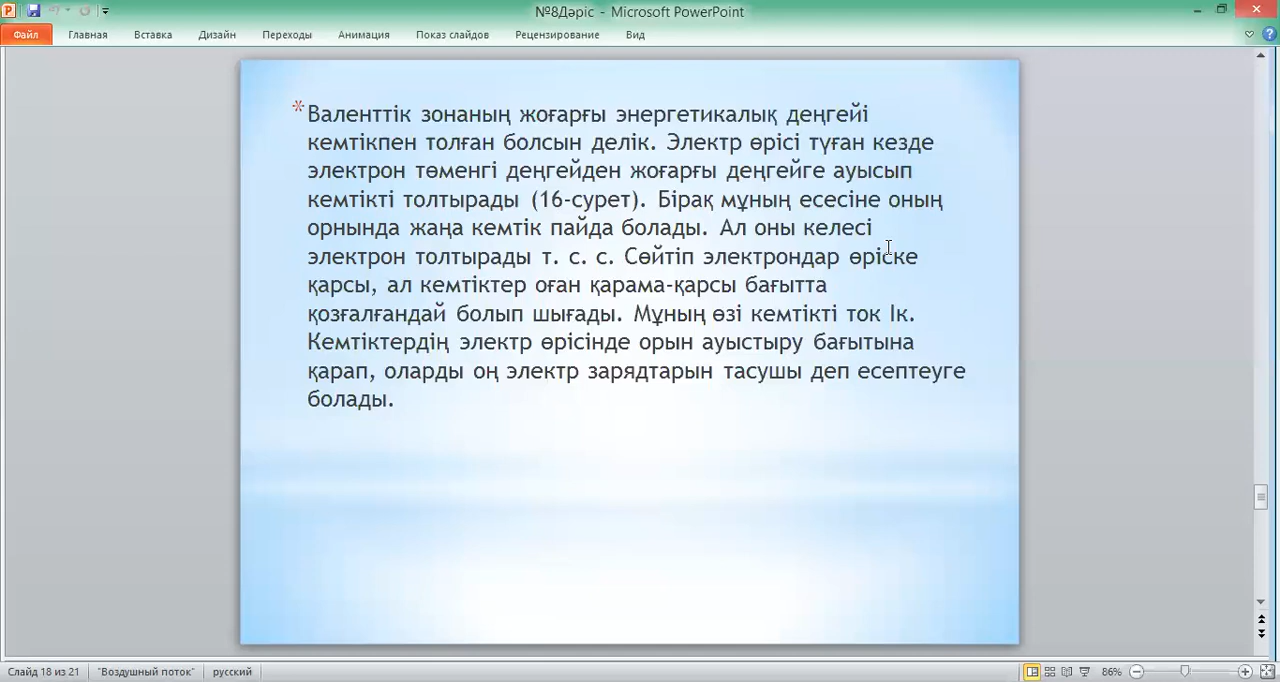 №8Дәріс - Microsoft PowerPoint
Файл Главная Вставка Дизайн Переходы Анимация Показ слайдов Рецензирование Вид
* Валенттік зонаның жоғарғы энергетикалық деңгейі
кемтікпен толған болсын делік. Электр өрісі түған кезде
электрон төменгі деңгейден жоғарғы деңгейге ауысып
кемтікті толтырады (16-сурет). Бірақ мұның есесіне оның
орнында жаңа кемтік пайда болады. Ал оны келесі
электрон толтырады т. с. с. Сөйтіп электрондар өріске
қарсы, ал кемтіктер оған қарама-қарсы бағытта
қозғалғандай болып шығады. Мұның өзі кемтікті ток Iк.
Кемтіктердің электр өрісінде орын ауыстыру бағытына
қарап, оларды оң электр зарядтарын тасушы деп есептеуге
болады.
Слайд 18 из 21 "Воздушный поток" русский 86%